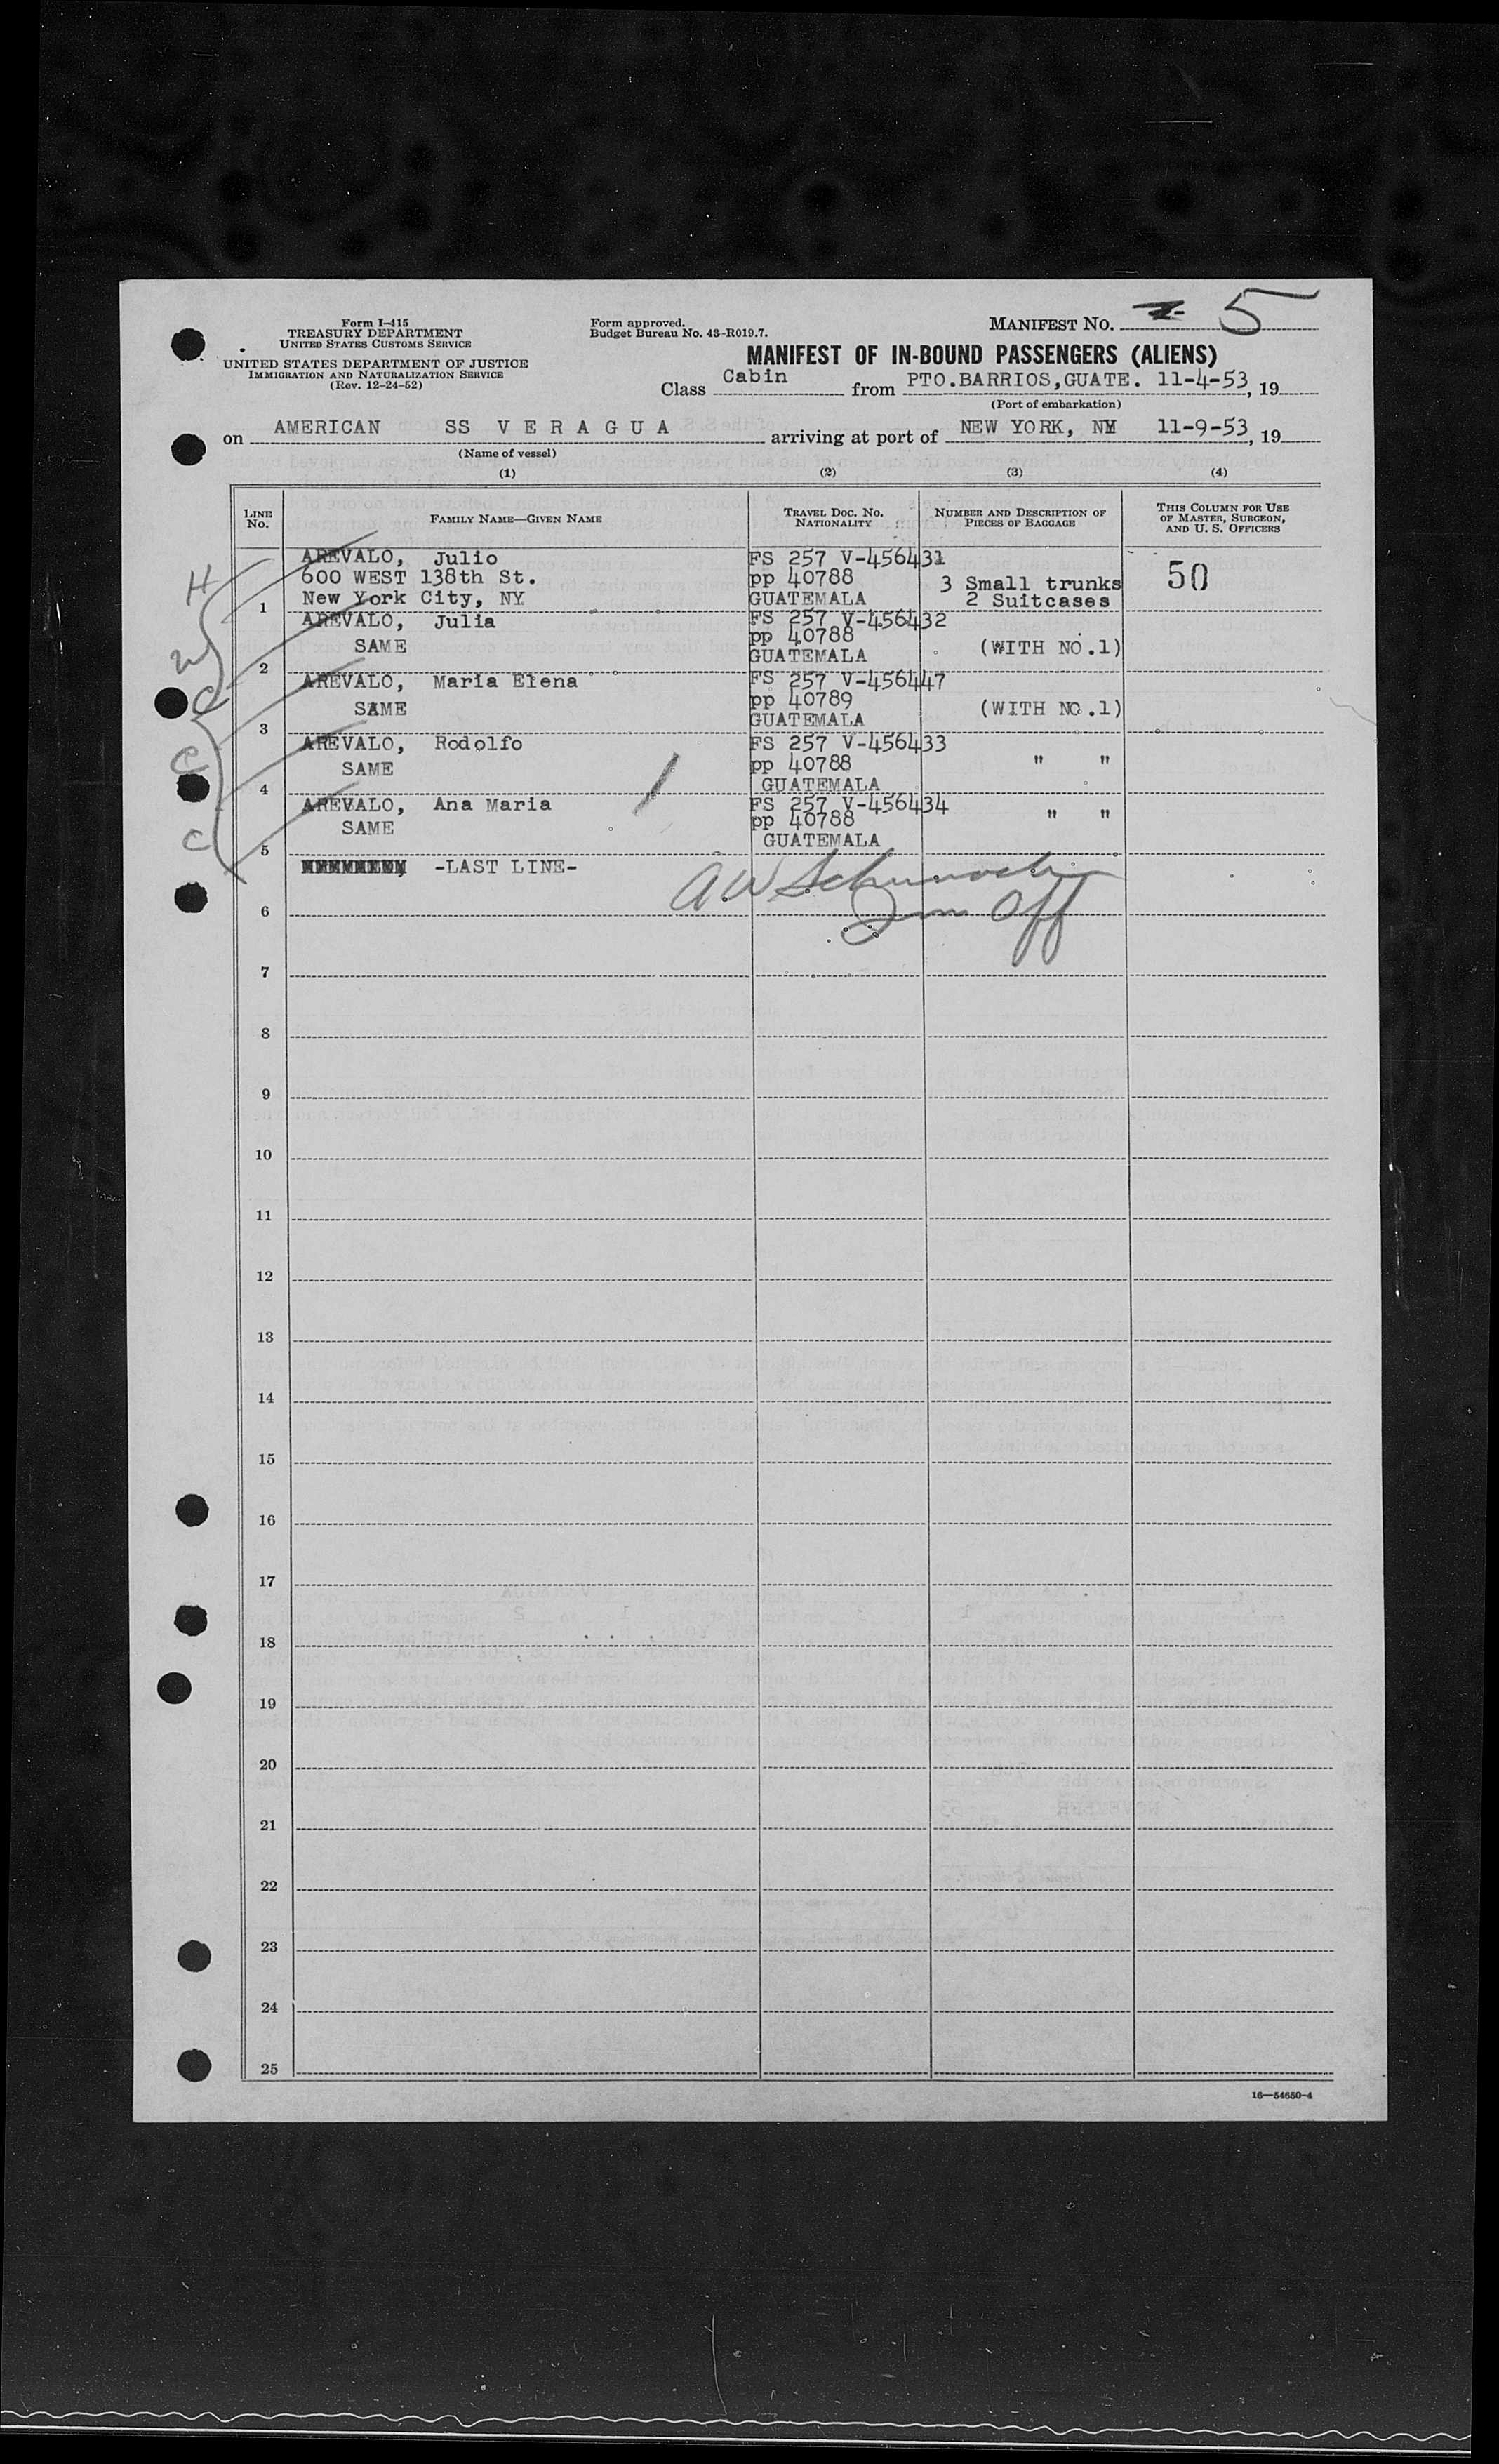 Form I-415
TREASURY DEPARTMENT
UNITED STATES CUSTOMS SERVICE
UNITED STATES DEPARTMENT OF JUSTICE
IMMIGRATION AND NATURALIZATION SERVICE
(Rev. 12-24-52)
Form approved.
Budget Bureau No. 43-R019.7.
MANIFEST NO. 5
MANIFEST OF IN-BOUND PASSENGERS (ALIENS)
Class Cabin from PTO.BARRIOS,GUATE. 11-4-53, 19
(Port of embarkation)
on AMERICAN SS V E R A G U A arriving at port of NEW YORK, NY 11-9-53, 19
(Name of vessel)
(1) (2) (3) (4)
LINE NO. FAMILY NAME—GIVEN NAME TRAVEL DOC. NO. NATIONALITY NUMBER AND DESCRIPTION OF PIECES OF BAGGAGE THIS COLUMN FOR USE OF MASTER, SURGEON, AND U. S. OFFICERS
AREVALO, Julio FS 257 V-456431
600 WEST 138th St. pp 40788 3 Small trunks 50
1 New York City, NY GUATEMALA 2 Suitcases
H
AREVALO, Julia FS 257 V-456432
SAME pp 40788 (WITH NO.1)
2 GUATEMALA
W
AREVALO, Maria Elena FS 257 V-456447
SAME pp 40789 (WITH NO.1)
3 GUATEMALA
C
AREVALO, Rodolfo FS 257 V-456433
SAME pp 40788 " "
4 GUATEMALA
C
AREVALO, Ana Maria FS 257 V-456434
SAME pp 40788 " "
5 GUATEMALA
C
-LAST LINE-
6
Imm Off
7
8
9
10
11
12
13
14
15
16
17
18
19
20
21
22
23
24
25
16—54650-4